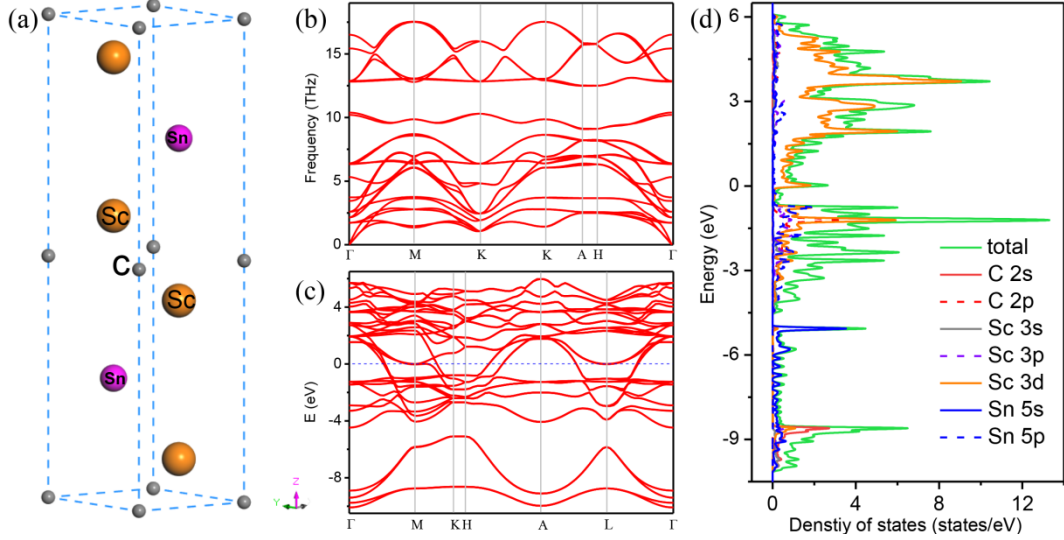 (a)
Sn
Sc
C
Sc
Sn
Z
Y
(b)
Frequency (THz)
15
10
5
0
Γ M K K A H Γ
(c)
E (eV)
4
0
-4
-8
Γ M K H A L Γ
(d)
Energy (eV)
6
3
0
-3
-6
-9
total
C 2s
C 2p
Sc 3s
Sc 3p
Sc 3d
Sn 5s
Sn 5p
0 4 8 12
Denstiy of states (states/eV)